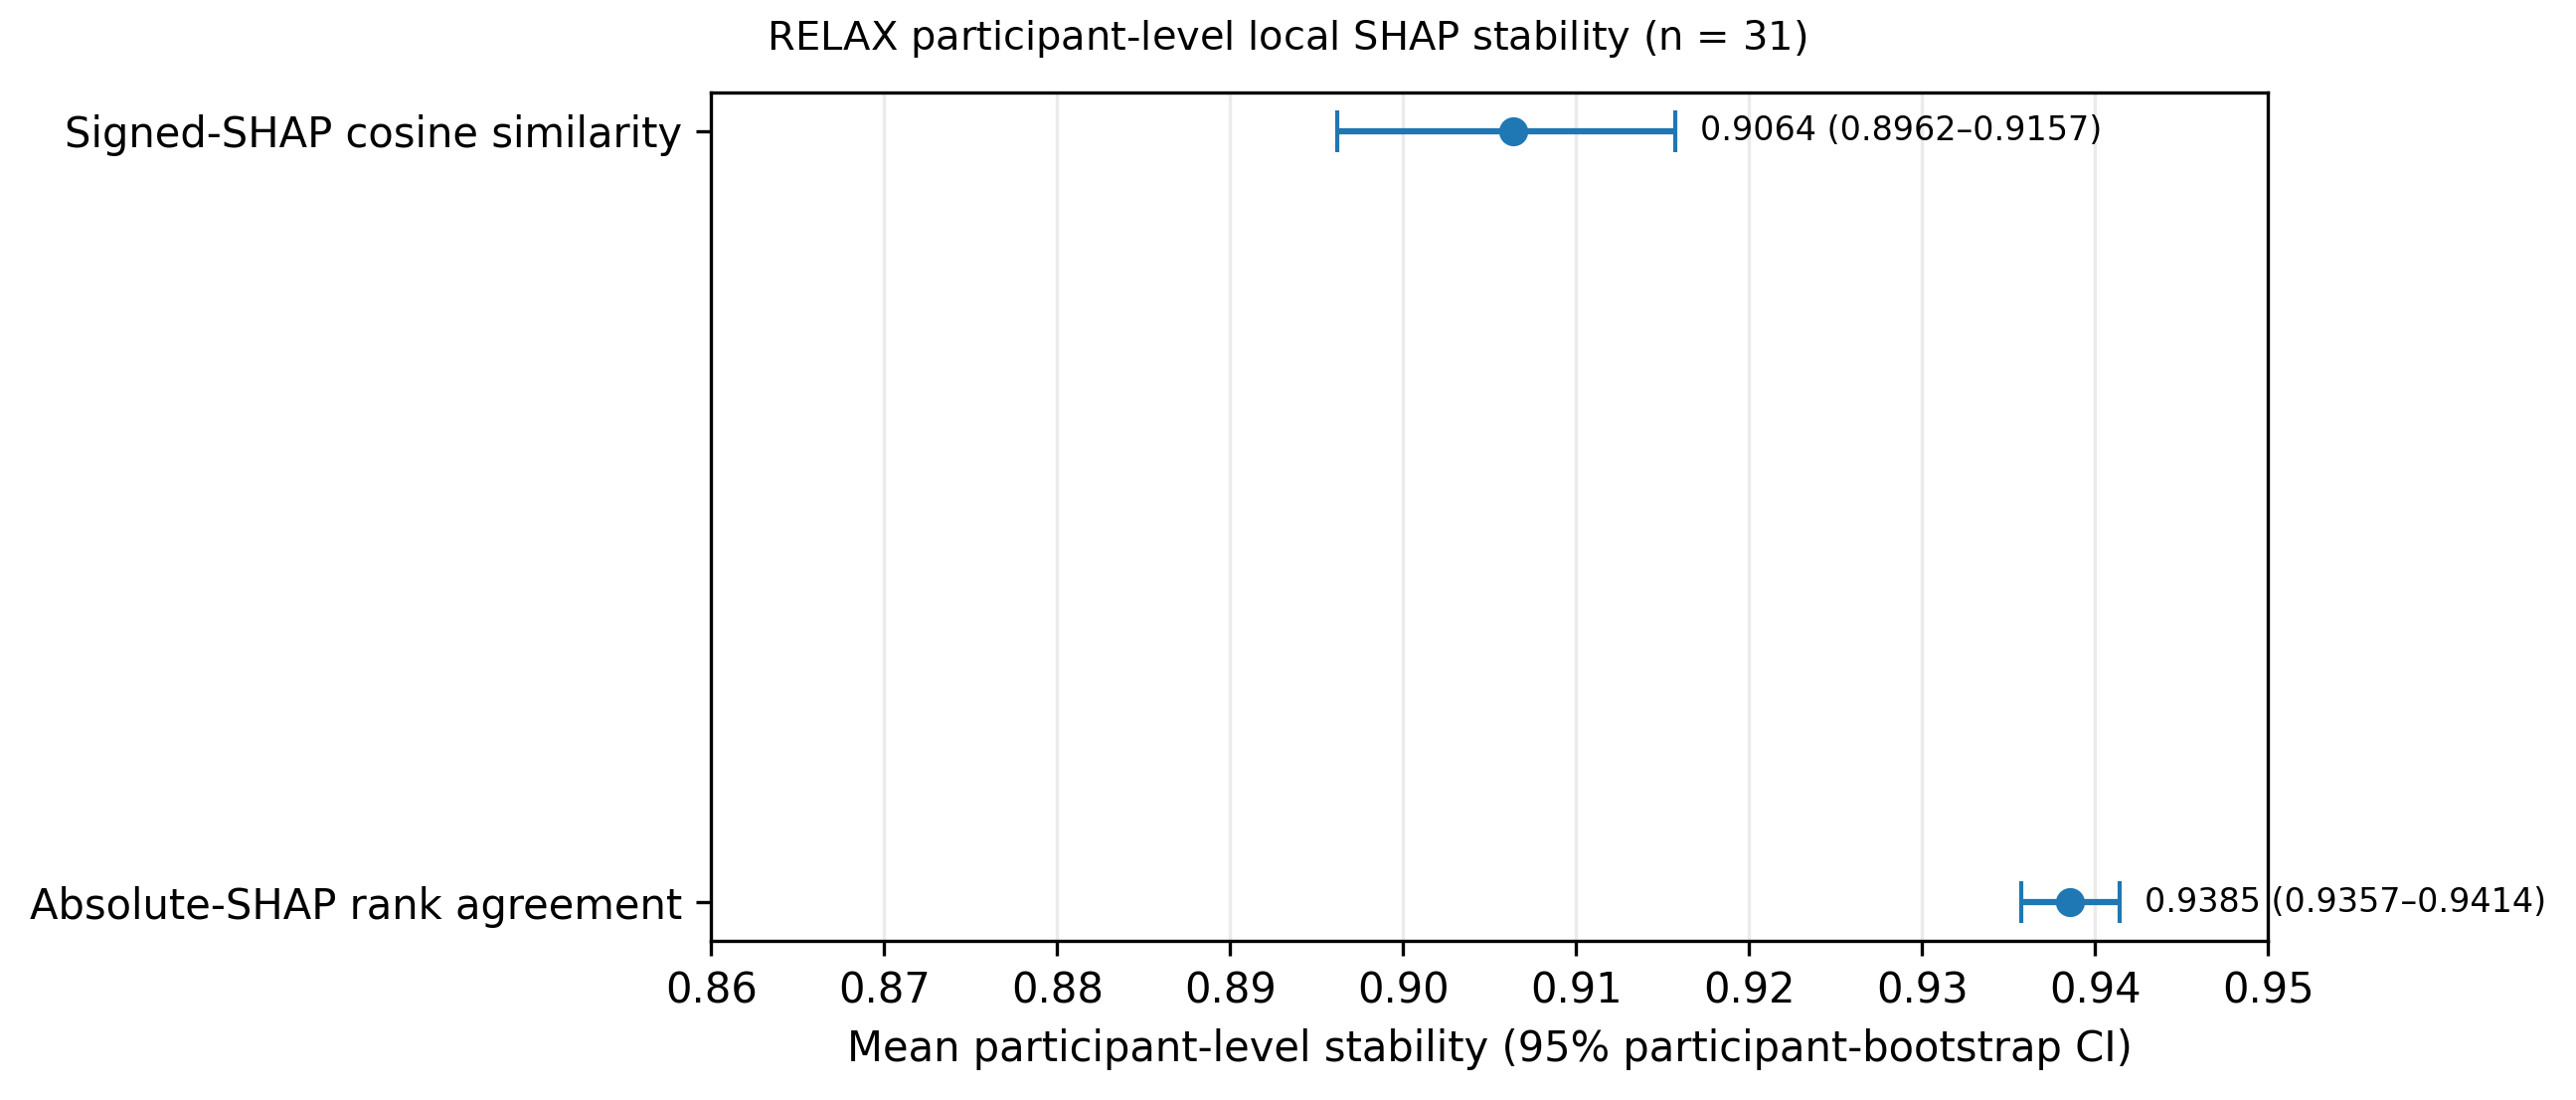 RELAX participant-level local SHAP stability (n = 31)
Signed-SHAP cosine similarity
0.9064 (0.8962–0.9157)
Absolute-SHAP rank agreement
0.9385 (0.9357–0.9414)
0.86 0.87 0.88 0.89 0.90 0.91 0.92 0.93 0.94 0.95
Mean participant-level stability (95% participant-bootstrap CI)